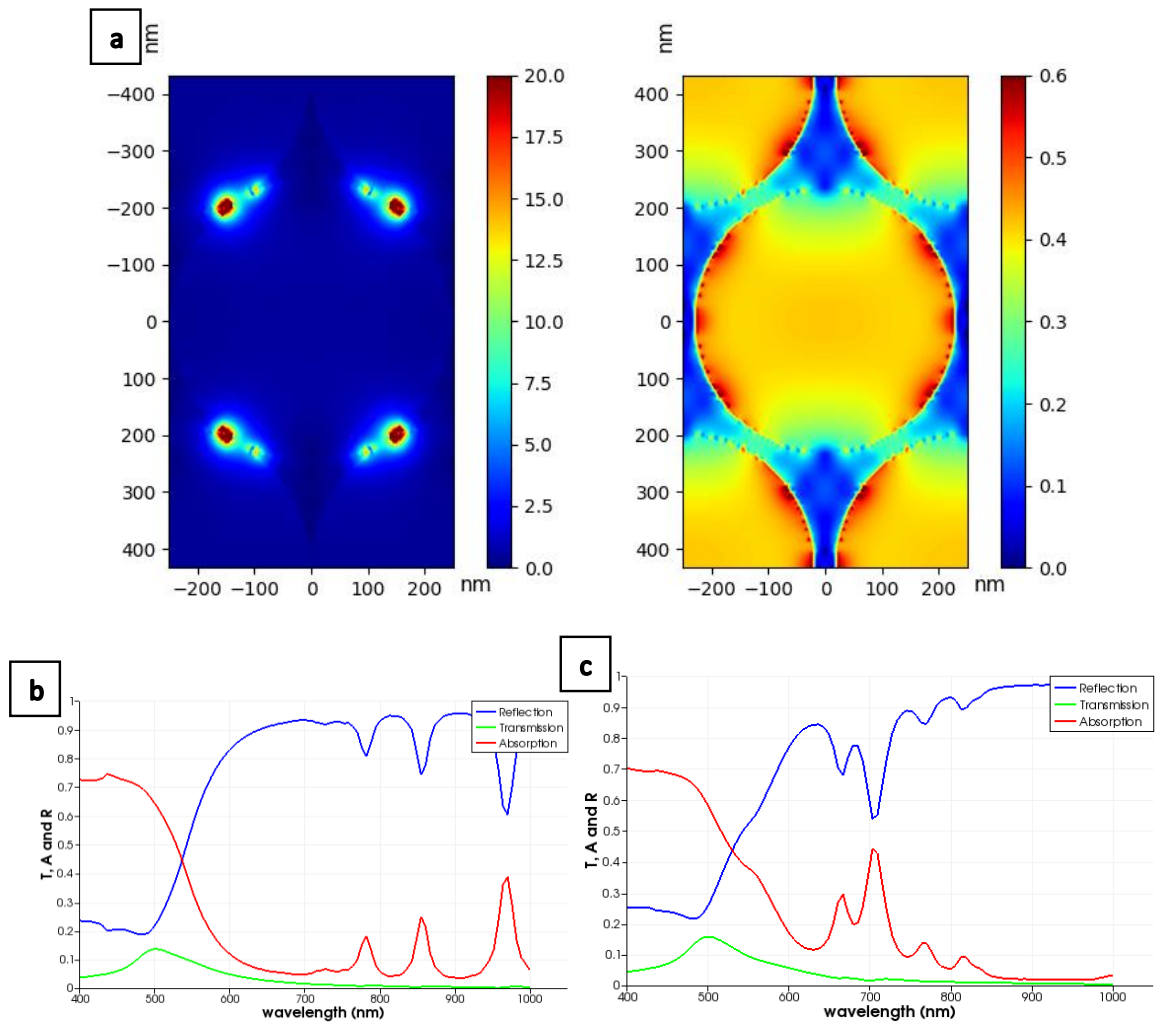 a
nm
nm
20.0
17.5
15.0
12.5
10.0
7.5
5.0
2.5
0.0
−400
−300
−200
−100
0
100
200
300
400
−200 −100 0 100 200 nm
400
300
200
100
0
100
200
300
400
−200 −100 0 100 200 nm
0.6
0.5
0.4
0.3
0.2
0.1
0.0
b
T, A and R
1
0.9
0.8
0.7
0.6
0.5
0.4
0.3
0.2
0.1
0
400 500 600 700 800 900 1000
wavelength (nm)
Reflection
Transmission
Absorption
c
T, A and R
1
0.9
0.8
0.7
0.6
0.5
0.4
0.3
0.2
0.1
0
400 500 600 700 800 900 1000
wavelength (nm)
Reflection
Transmission
Absorption